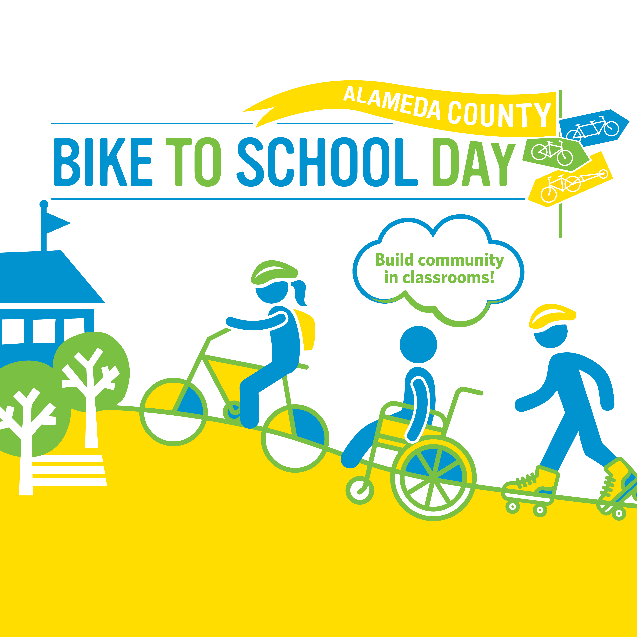 ALAMEDA COUNTY
BIKE TO SCHOOL DAY
Build community
in classrooms!